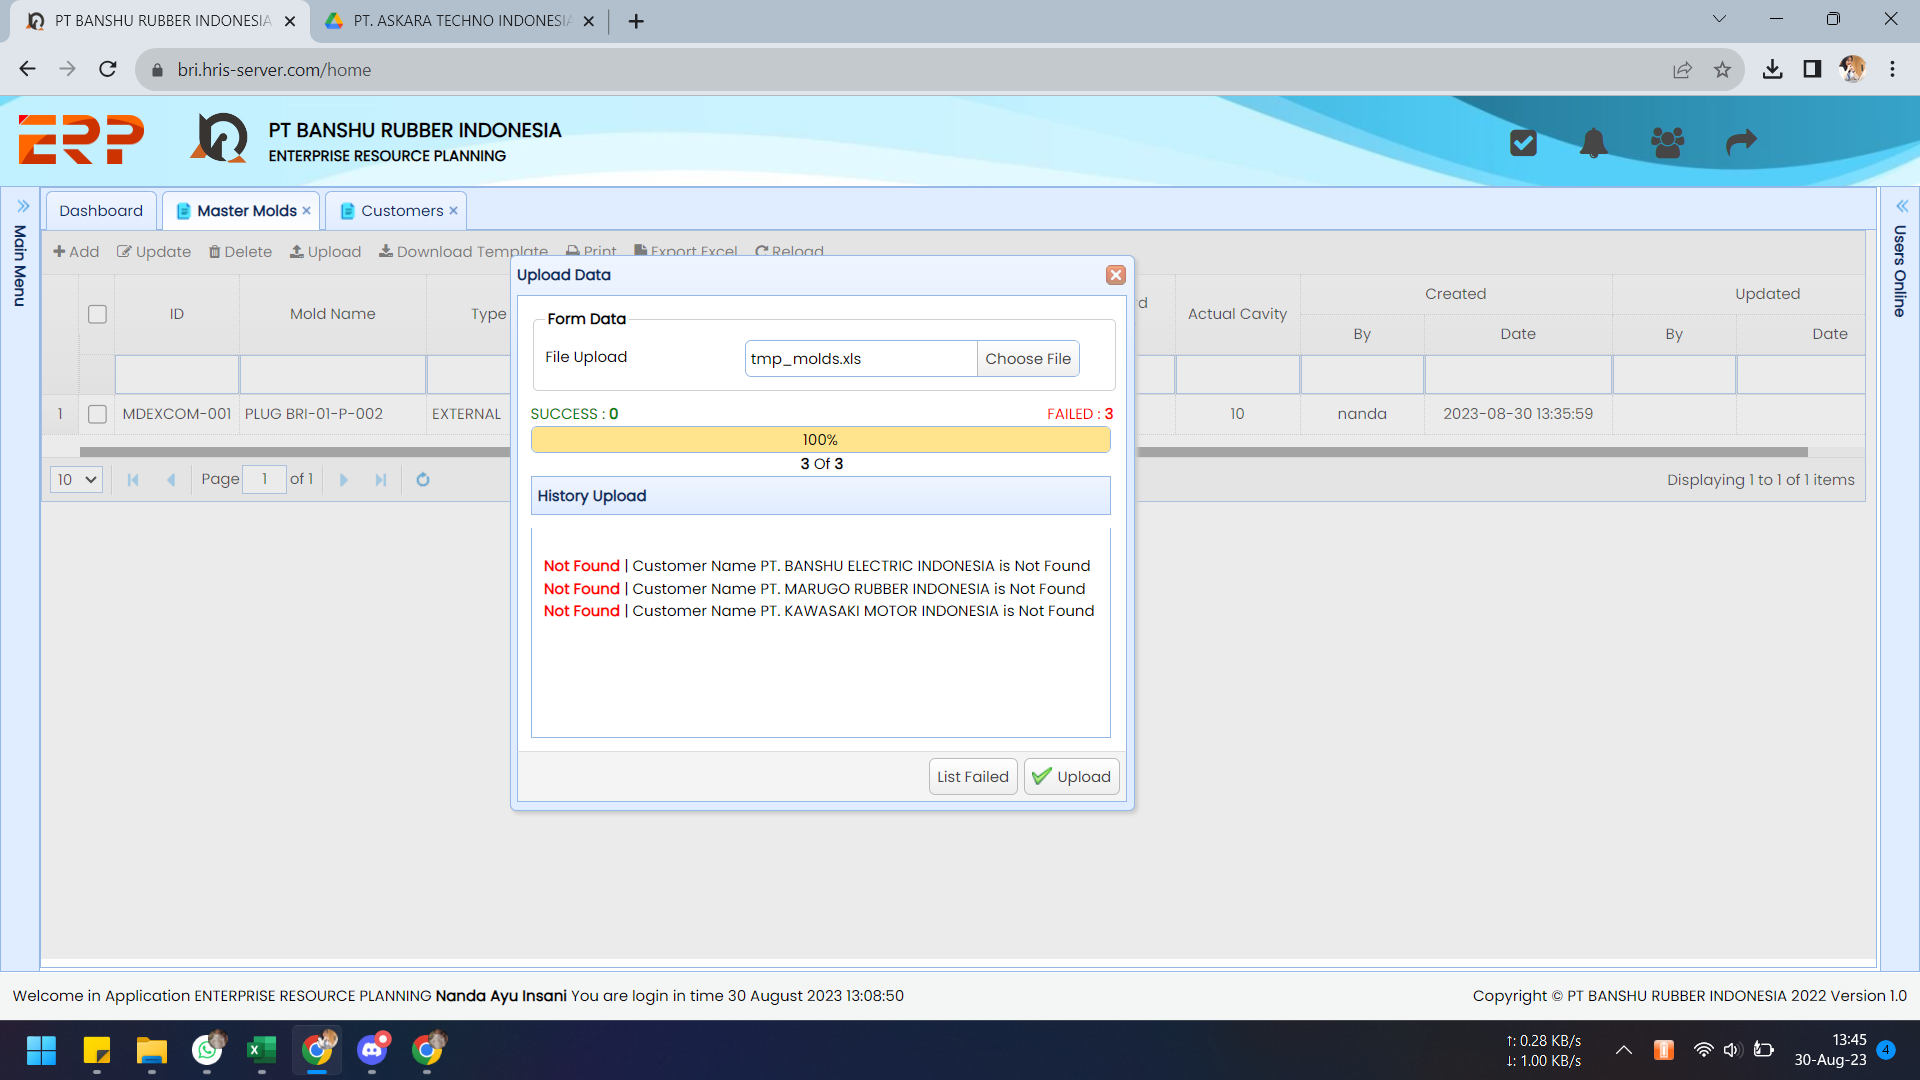 PT BANSHU RUBBER INDONESIA
PT. ASKARA TECHNO INDONESIA
bri.hris-server.com/home
ERP
PT BANSHU RUBBER INDONESIA
ENTERPRISE RESOURCE PLANNING
Main Menu
Dashboard
Master Molds
Customers
Users Online
Add
Update
Delete
Upload
Download Template
Print
Export Excel
Reload
ID
Mold Name
Type
Actual Cavity
Created
Updated
By
Date
By
Date
1
MDEXCOM-001
PLUG BRI-01-P-002
EXTERNAL
10
nanda
2023-08-30 13:35:59
10
Page
1
of 1
Displaying 1 to 1 of 1 items
Upload Data
Form Data
File Upload
tmp_molds.xls
Choose File
SUCCESS : 0
FAILED : 3
100%
3 Of 3
History Upload
Not Found | Customer Name PT. BANSHU ELECTRIC INDONESIA is Not Found
Not Found | Customer Name PT. MARUGO RUBBER INDONESIA is Not Found
Not Found | Customer Name PT. KAWASAKI MOTOR INDONESIA is Not Found
List Failed
Upload
Welcome in Application ENTERPRISE RESOURCE PLANNING Nanda Ayu Insani You are login in time 30 August 2023 13:08:50
Copyright © PT BANSHU RUBBER INDONESIA 2022 Version 1.0
↑: 0.28 KB/s
↓: 1.00 KB/s
13:45
30-Aug-23
4